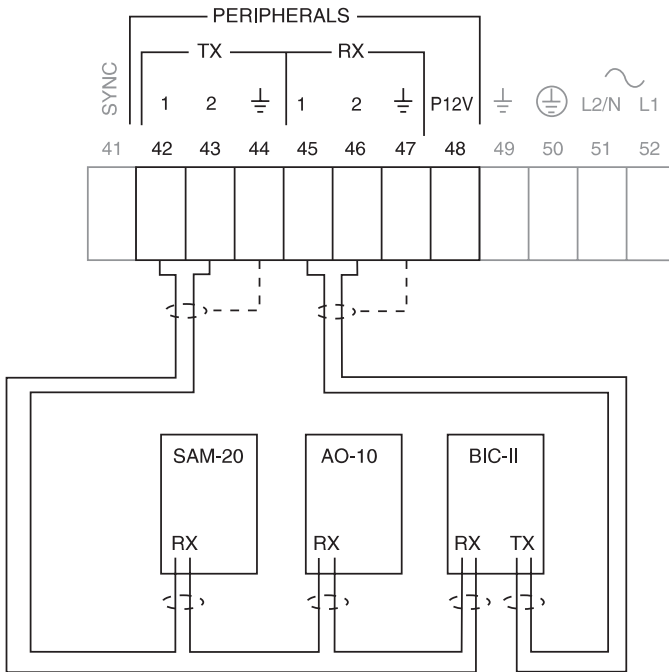 PERIPHERALS
TX RX
SYNC 1 2 1 2 P12V L2/N L1
41 42 43 44 45 46 47 48 49 50 51 52
SAM-20 AO-10 BIC-II
RX RX RX TX